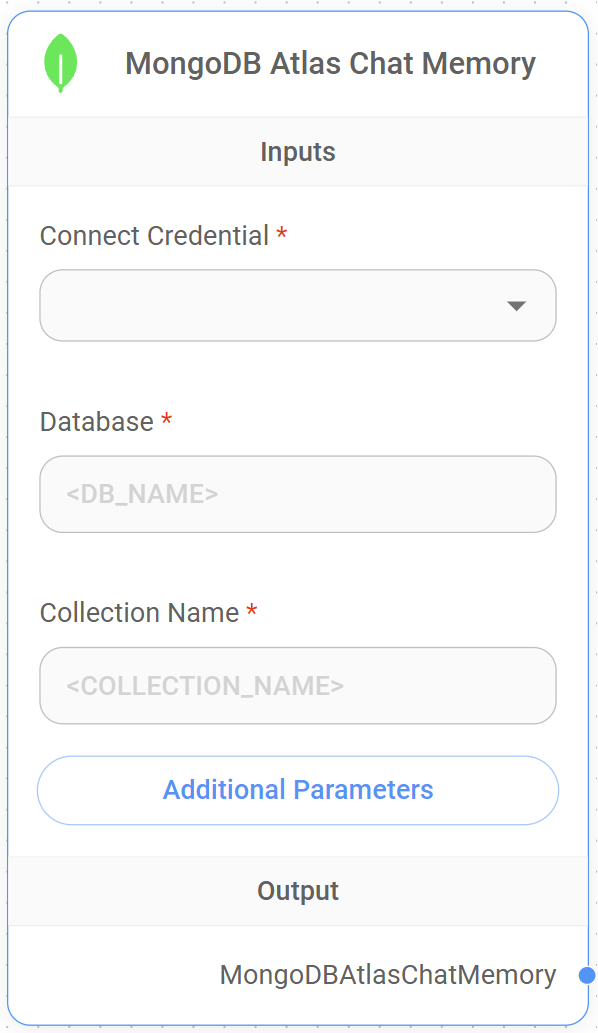 MongoDB Atlas Chat Memory
Inputs
Connect Credential *
Database *
<DB_NAME>
Collection Name *
<COLLECTION_NAME>
Additional Parameters
Output
MongoDBAtlasChatMemory